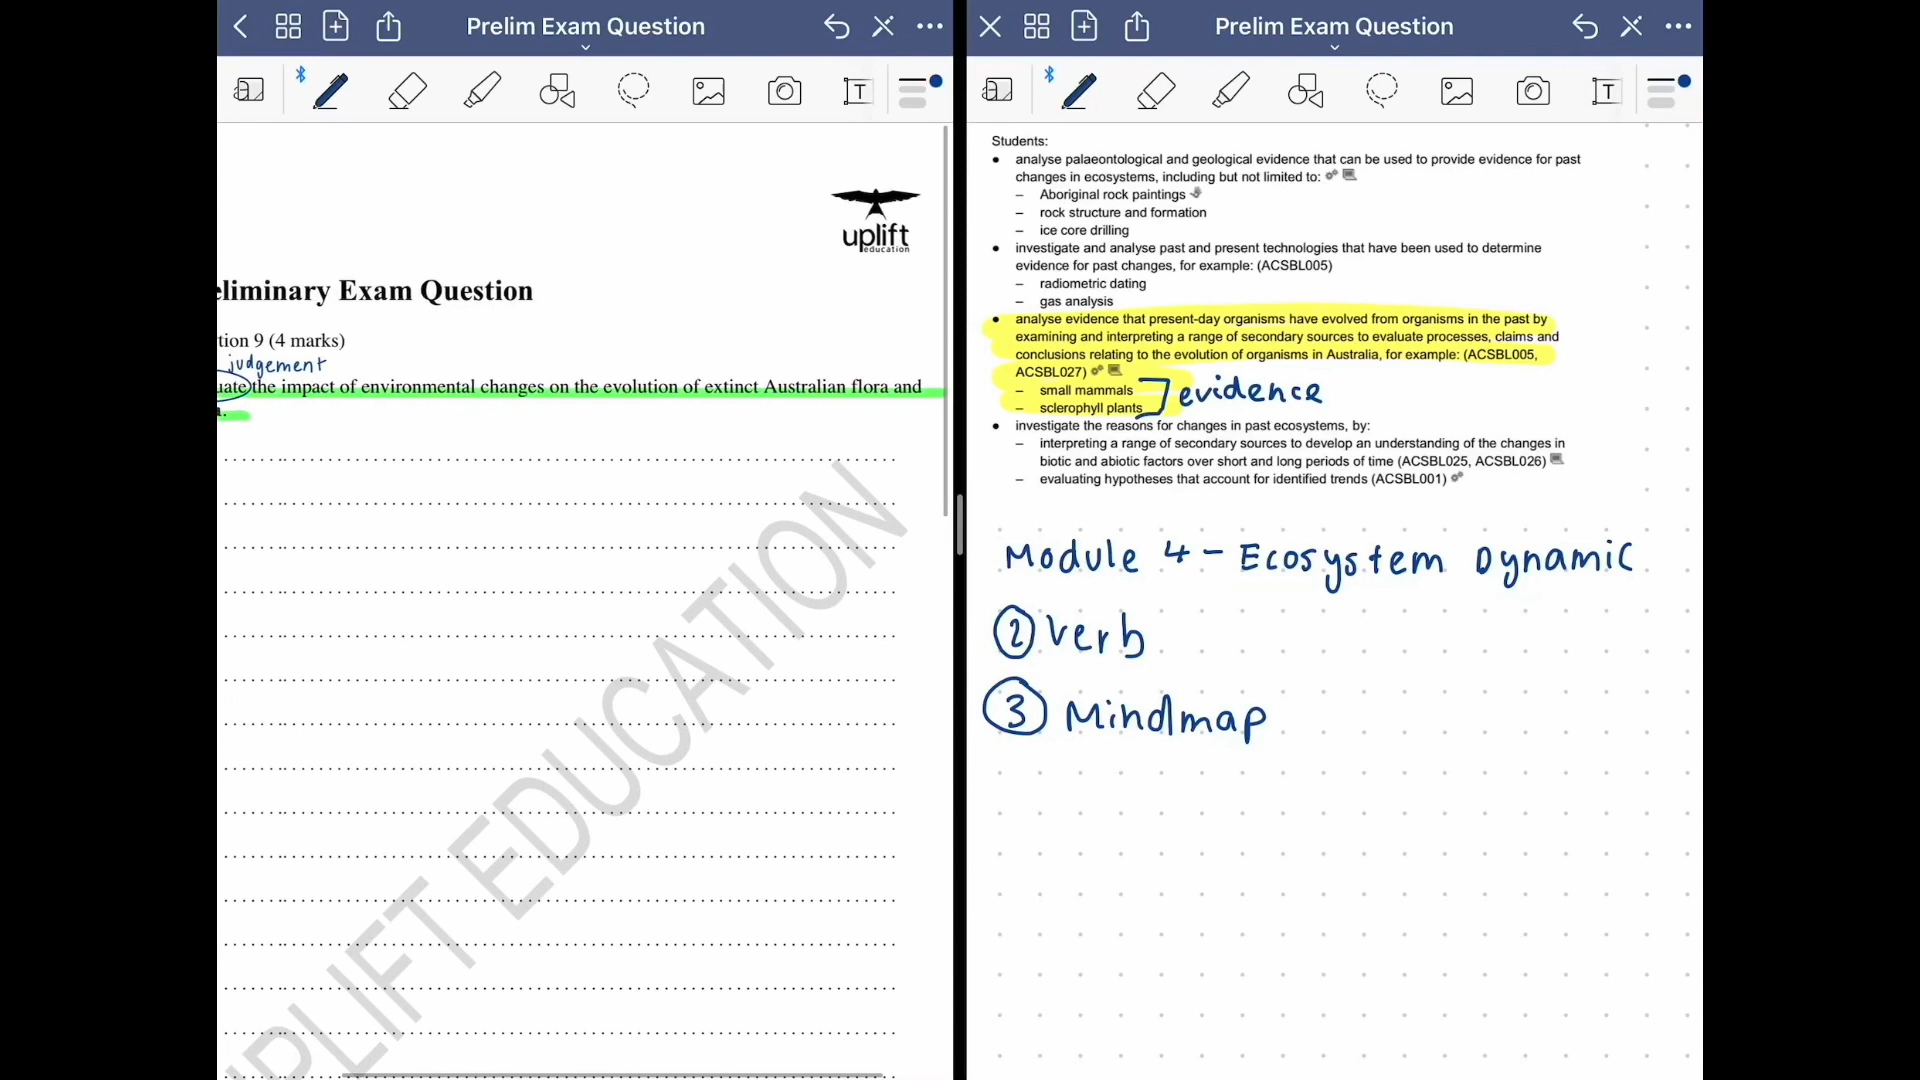 Prelim Exam Question
uplift
education
eliminary Exam Question
tion 9 (4 marks)
judgement
uate the impact of environmental changes on the evolution of extinct Australian flora and
a.
UPLIFT EDUCATION
Prelim Exam Question
Students:
• analyse palaeontological and geological evidence that can be used to provide evidence for past
changes in ecosystems, including but not limited to:
– Aboriginal rock paintings
– rock structure and formation
– ice core drilling
• investigate and analyse past and present technologies that have been used to determine
evidence for past changes, for example: (ACSBL005)
– radiometric dating
– gas analysis
• analyse evidence that present-day organisms have evolved from organisms in the past by
examining and interpreting a range of secondary sources to evaluate processes, claims and
conclusions relating to the evolution of organisms in Australia, for example: (ACSBL005,
ACSBL027)
– small mammals
– sclerophyll plants
evidence
• investigate the reasons for changes in past ecosystems, by:
– interpreting a range of secondary sources to develop an understanding of the changes in
biotic and abiotic factors over short and long periods of time (ACSBL025, ACSBL026)
– evaluating hypotheses that account for identified trends (ACSBL001)
Module 4 - Ecosystem Dynamic
② Verb
③ Mindmap